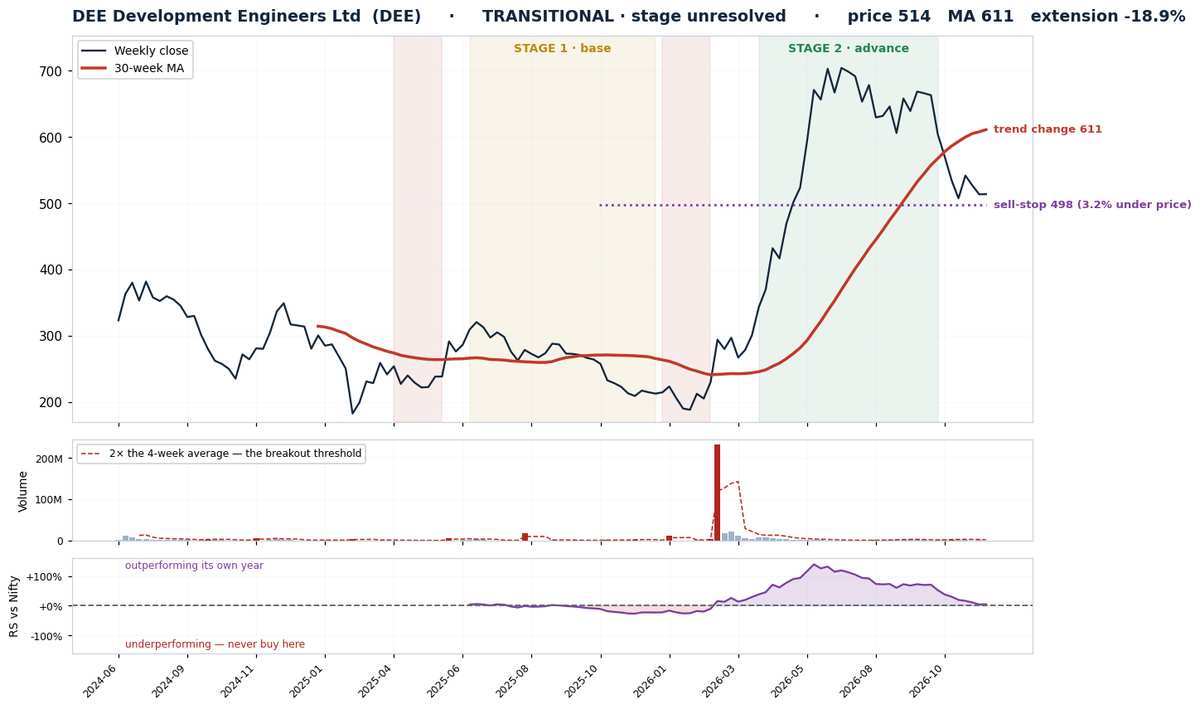 DEE Development Engineers Ltd (DEE) · TRANSITIONAL · stage unresolved · price 514 MA 611 extension -18.9%
Weekly close
30-week MA
STAGE 1 · base
STAGE 2 · advance
700
600
500
400
300
200
trend change 611
sell-stop 498 (3.2% under price)
Volume
200M
100M
0
2× the 4-week average — the breakout threshold
RS vs Nifty
+100%
+0%
-100%
outperforming its own year
underperforming — never buy here
2024-06
2024-09
2024-11
2025-01
2025-04
2025-06
2025-08
2025-10
2026-01
2026-03
2026-05
2026-08
2026-10